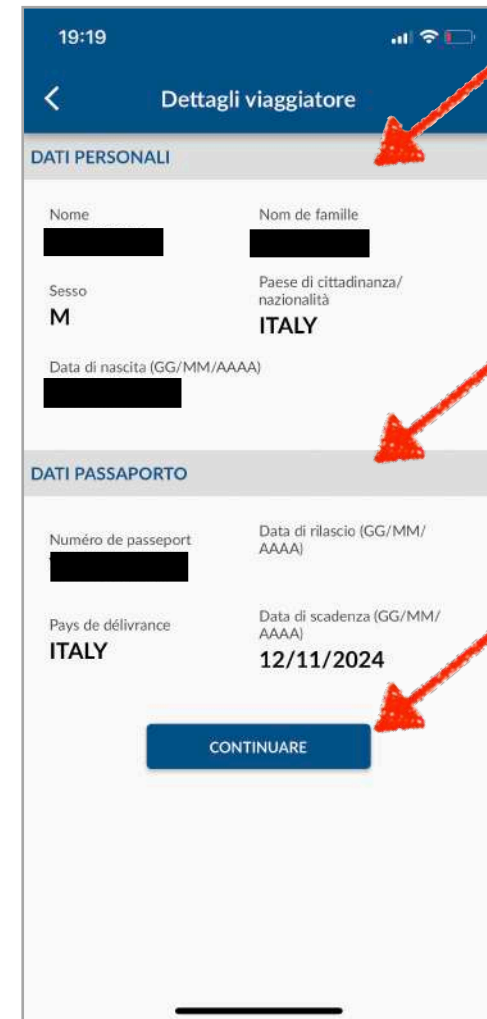 19:19
Dettagli viaggiatore
DATI PERSONALI
Nome
Nom de famille
Sesso
M
Paese di cittadinanza/
nazionalità
ITALY
Data di nascita (GG/MM/AAAA)
DATI PASSAPORTO
Numéro de passeport
Data di rilascio (GG/MM/
AAAA)
Pays de délivrance
ITALY
Data di scadenza (GG/MM/
AAAA)
12/11/2024
CONTINUARE